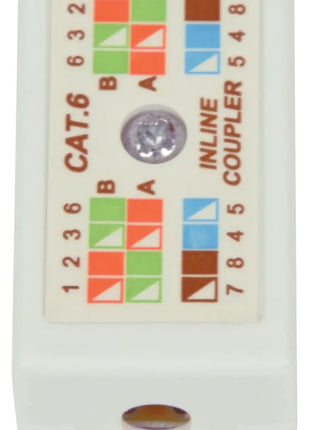 1 2 3 6 CAT.6 6 3 2
B B
A A
INLINE
7 8 4 5 COUPLER 5 4 8